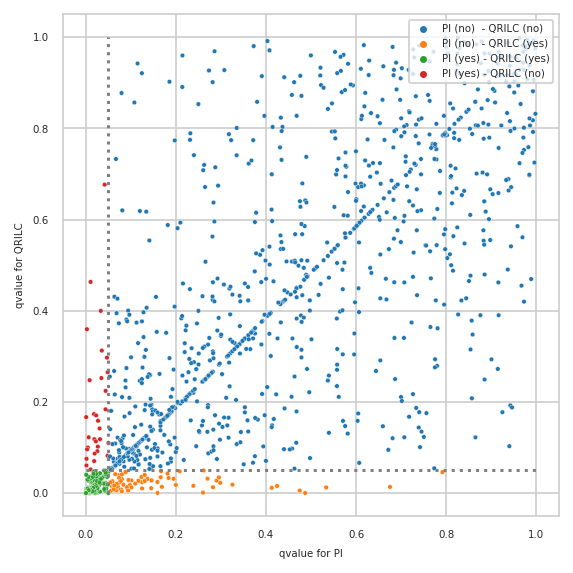 PI (no) - QRILC (no)
PI (no) - QRILC (yes)
PI (yes) - QRILC (yes)
PI (yes) - QRILC (no)
1.0
0.8
0.6
0.4
0.2
0.0
qvalue for QRILC
0.0 0.2 0.4 0.6 0.8 1.0
qvalue for PI